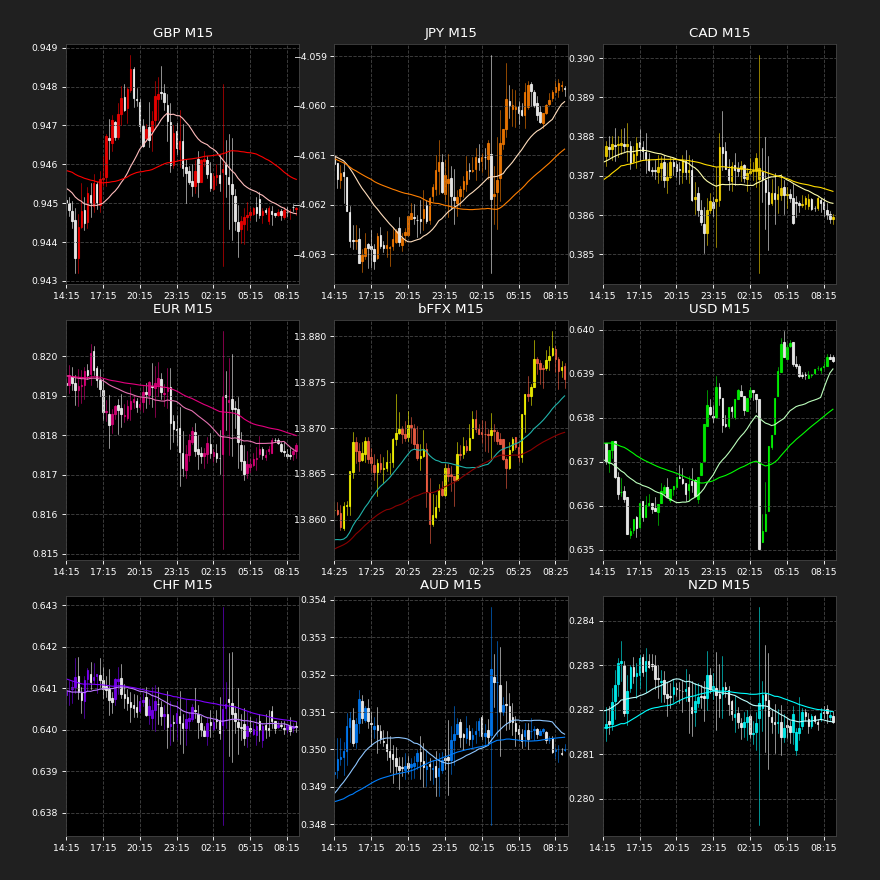 GBP M15
0.949
0.948
0.947
0.946
0.945
0.944
0.943
14:15 17:15 20:15 23:15 02:15 05:15 08:15
JPY M15
−4.059
−4.060
−4.061
−4.062
−4.063
14:15 17:15 20:15 23:15 02:15 05:15 08:15
CAD M15
0.390
0.389
0.388
0.387
0.386
0.385
14:15 17:15 20:15 23:15 02:15 05:15 08:15
EUR M15
0.820
0.819
0.818
0.817
0.816
0.815
14:15 17:15 20:15 23:15 02:15 05:15 08:15
bFFX M15
13.880
13.875
13.870
13.865
13.860
14:25 17:25 20:25 23:25 02:25 05:25 08:25
USD M15
0.640
0.639
0.638
0.637
0.636
0.635
14:15 17:15 20:15 23:15 02:15 05:15 08:15
CHF M15
0.643
0.642
0.641
0.640
0.639
0.638
14:15 17:15 20:15 23:15 02:15 05:15 08:15
AUD M15
0.354
0.353
0.352
0.351
0.350
0.349
0.348
14:15 17:15 20:15 23:15 02:15 05:15 08:15
NZD M15
0.284
0.283
0.282
0.281
0.280
14:15 17:15 20:15 23:15 02:15 05:15 08:15